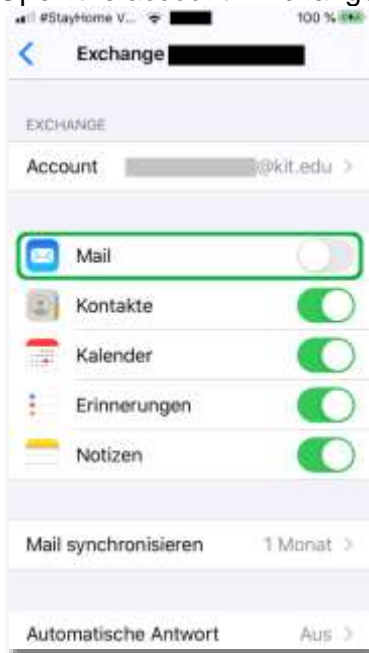 #StayHome V... 100 %
Exchange
EXCHANGE
Account @kit.edu
Mail
Kontakte
Kalender
Erinnerungen
Notizen
Mail synchronisieren 1 Monat
Automatische Antwort Aus